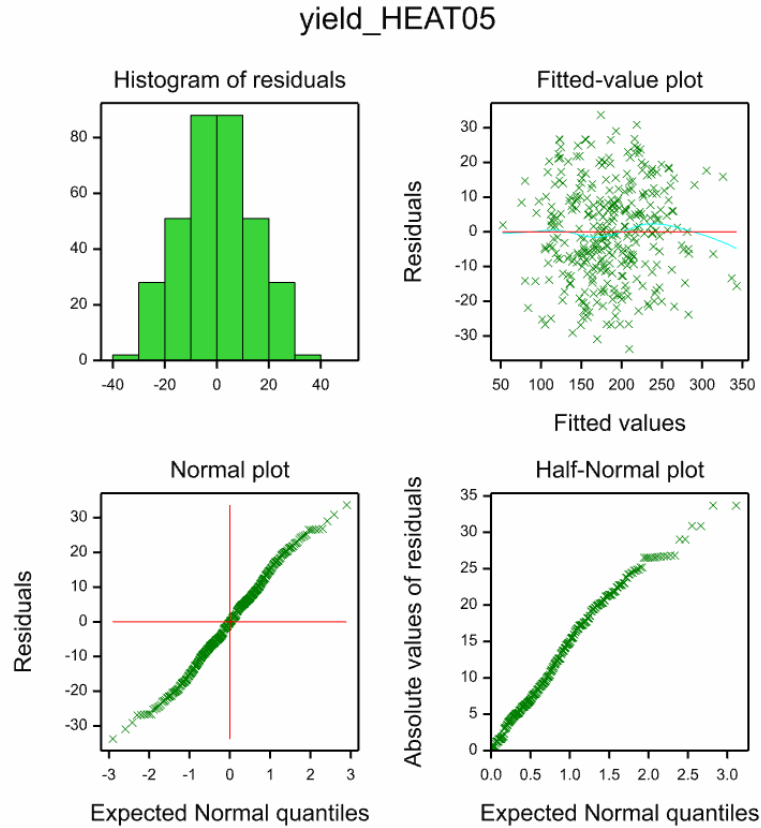 yield_HEAT05
Histogram of residuals
80
60
40
20
0
-40 -20 0 20 40
Fitted-value plot
Residuals
30
20
10
0
-10
-20
-30
50 100 150 200 250 300 350
Fitted values
Normal plot
Residuals
30
20
10
0
-10
-20
-30
-3 -2 -1 0 1 2 3
Expected Normal quantiles
Half-Normal plot
Absolute values of residuals
35
30
25
20
15
10
5
0
0.0 0.5 1.0 1.5 2.0 2.5 3.0
Expected Normal quantiles